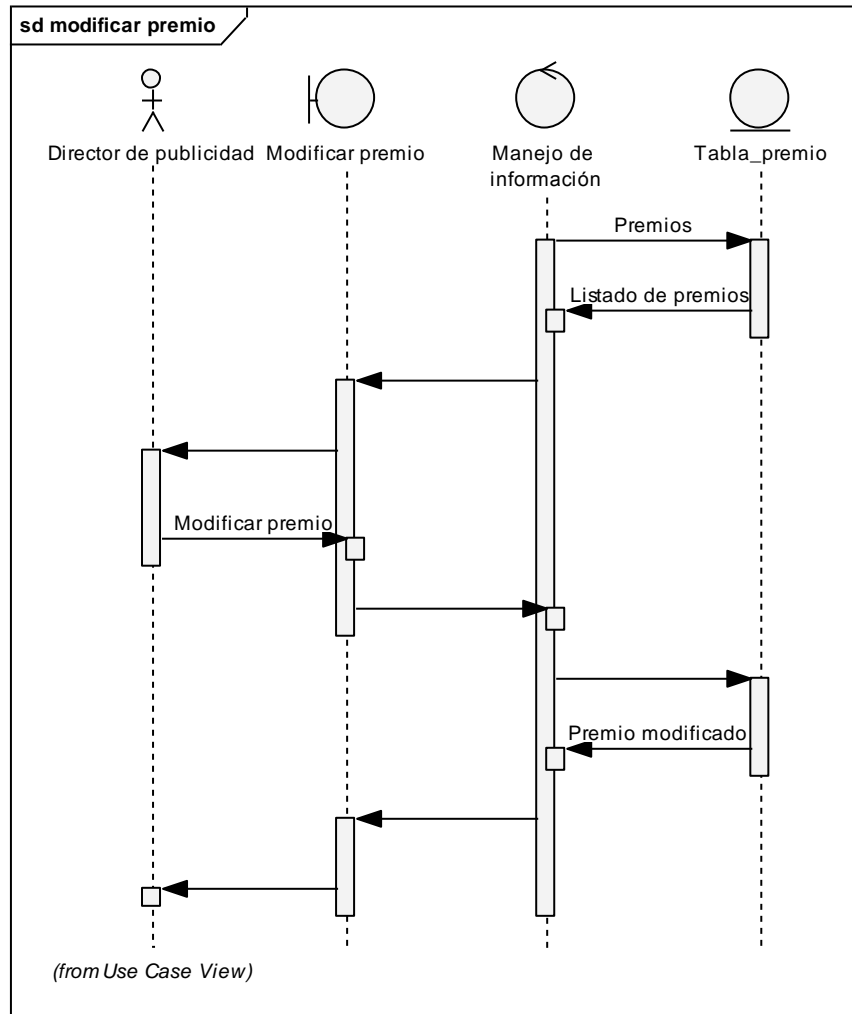 sd modificar premio
Director de publicidad
Modificar premio
Manejo de
información
Tabla_premio
Premios
Listado de premios
Modificar premio
Premio modificado
(from Use Case View)